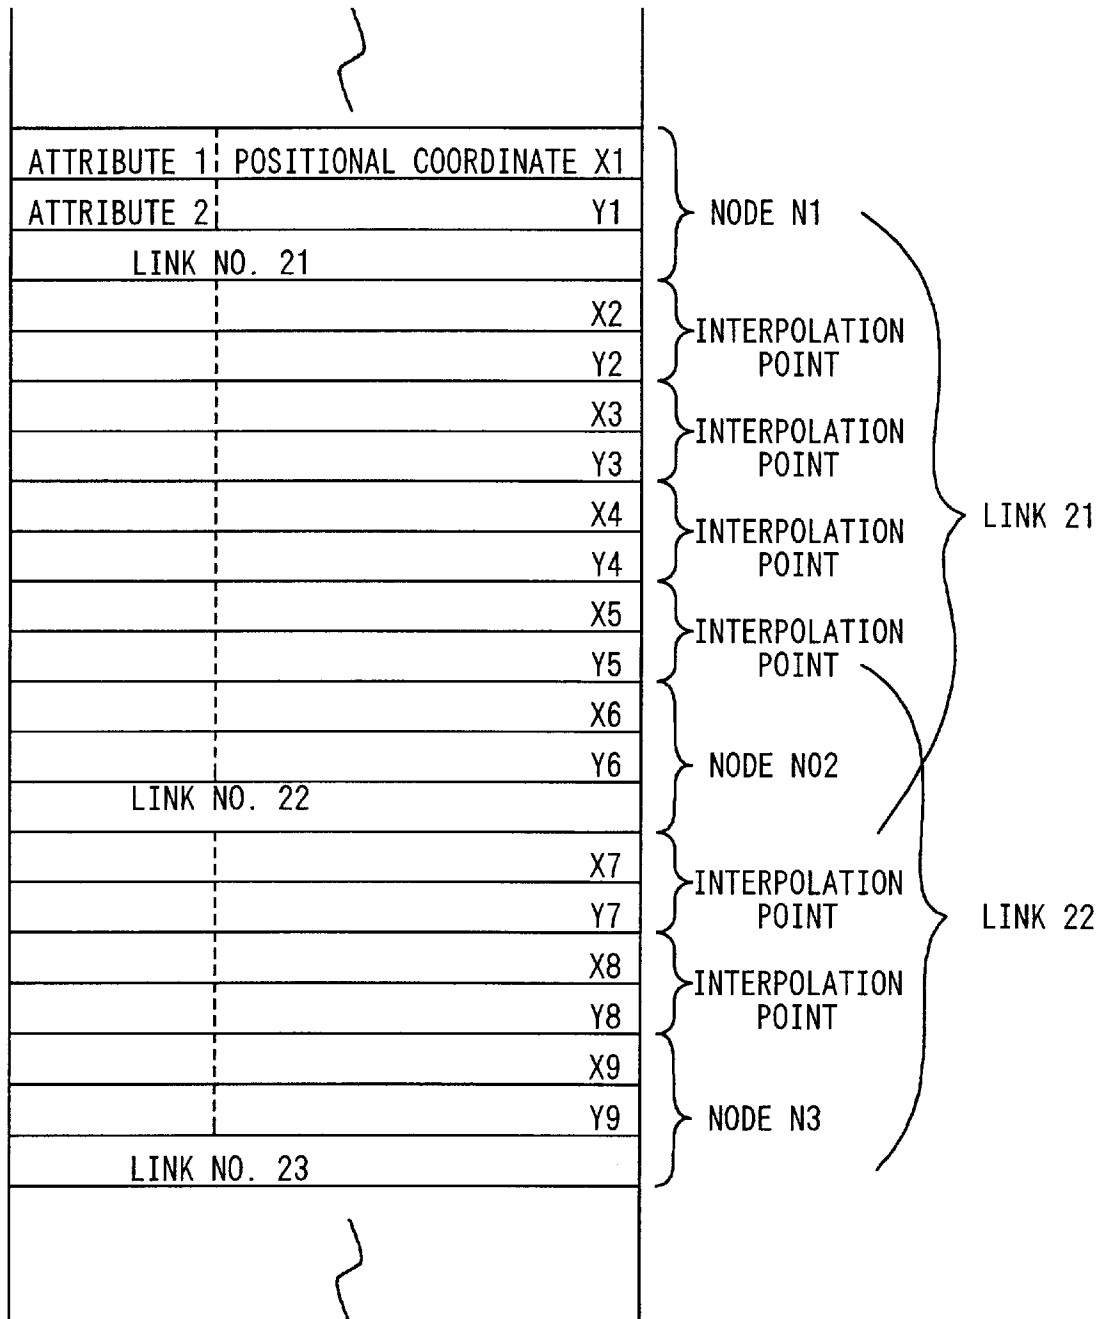 ATTRIBUTE 1 POSITIONAL COORDINATE X1
ATTRIBUTE 2 Y1
NODE N1
LINK NO. 21
X2
INTERPOLATION
POINT
Y2
X3
INTERPOLATION
POINT
Y3
X4
INTERPOLATION
POINT
Y4
LINK 21
X5
INTERPOLATION
POINT
Y5
X6
Y6
NODE N02
LINK NO. 22
X7
INTERPOLATION
POINT
Y7
LINK 22
X8
INTERPOLATION
POINT
Y8
X9
Y9
NODE N3
LINK NO. 23